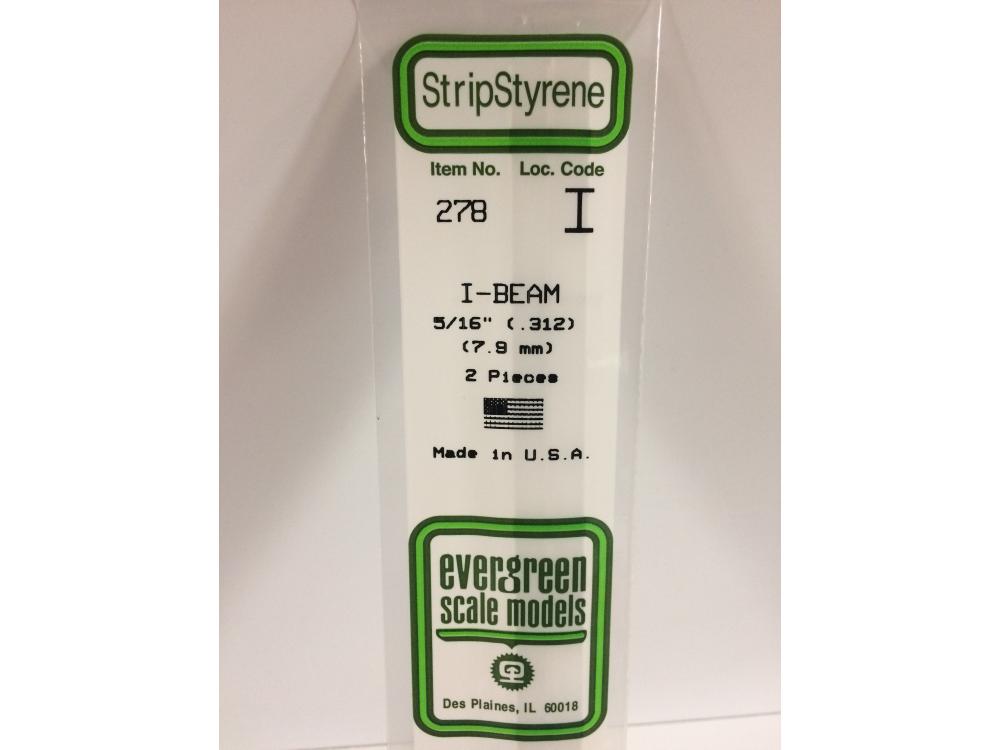 StripStyrene
Item No. Loc. Code
278 I
I-BEAM
5/16" (.312)
(7.9 mm)
2 Pieces
Made in U.S.A.
evergreen
scale models
Des Plaines, IL 60018